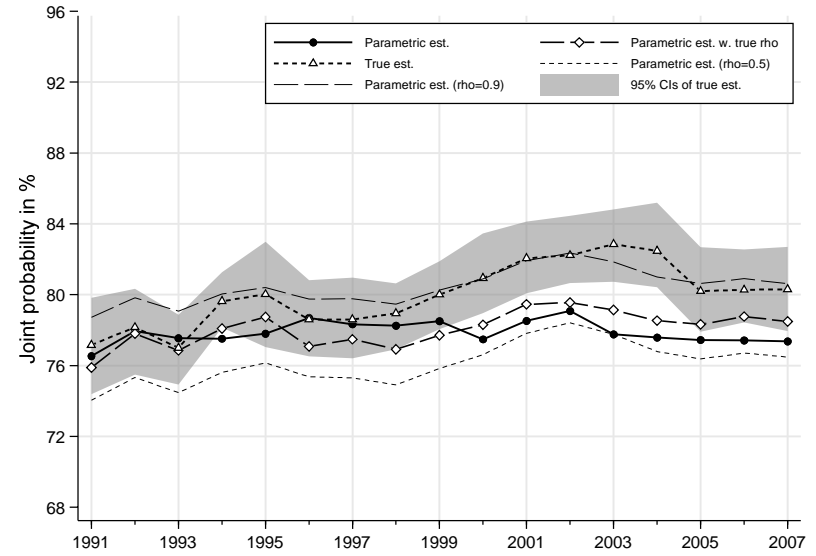 96
92
88
84
80
76
72
68
Joint probability in %
Parametric est.
Parametric est. w. true rho
True est.
Parametric est. (rho=0.5)
Parametric est. (rho=0.9)
95% CIs of true est.
1991 1993 1995 1997 1999 2001 2003 2005 2007